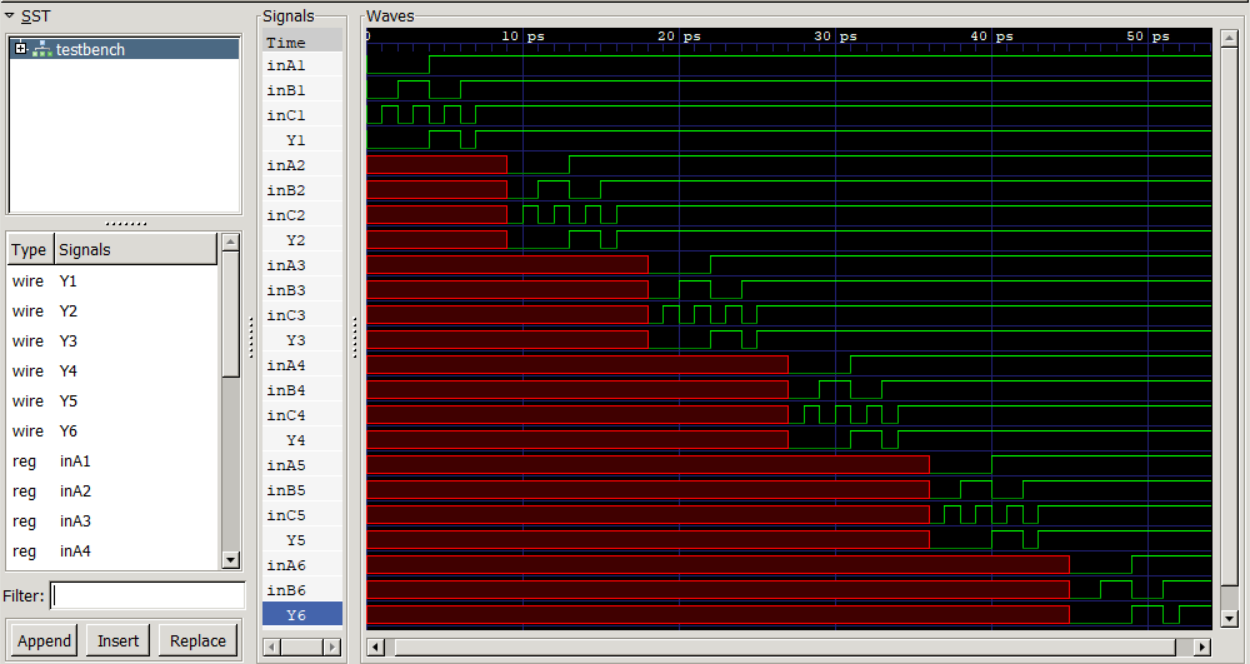 SST
testbench
Type Signals
wire Y1
wire Y2
wire Y3
wire Y4
wire Y5
wire Y6
reg inA1
reg inA2
reg inA3
reg inA4
Filter:
Append Insert Replace
Signals
Time
inA1
inB1
inC1
Y1
inA2
inB2
inC2
Y2
inA3
inB3
inC3
Y3
inA4
inB4
inC4
Y4
inA5
inB5
inC5
Y5
inA6
inB6
Y6
Waves
0 10 ps 20 ps 30 ps 40 ps 50 ps